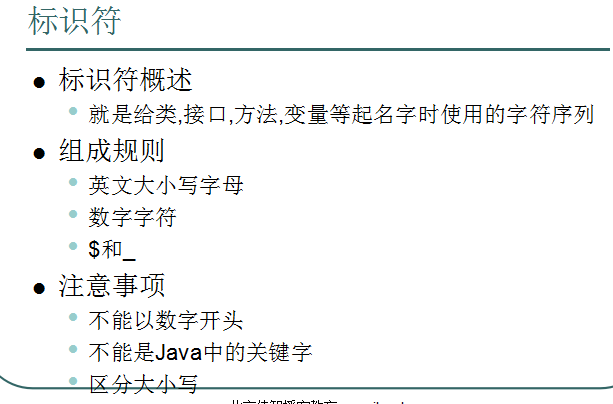 标识符
标识符概述
就是给类,接口,方法,变量等起名字时使用的字符序列
组成规则
英文大小写字母
数字字符
$和_
注意事项
不能以数字开头
不能是Java中的关键字
区分大小写